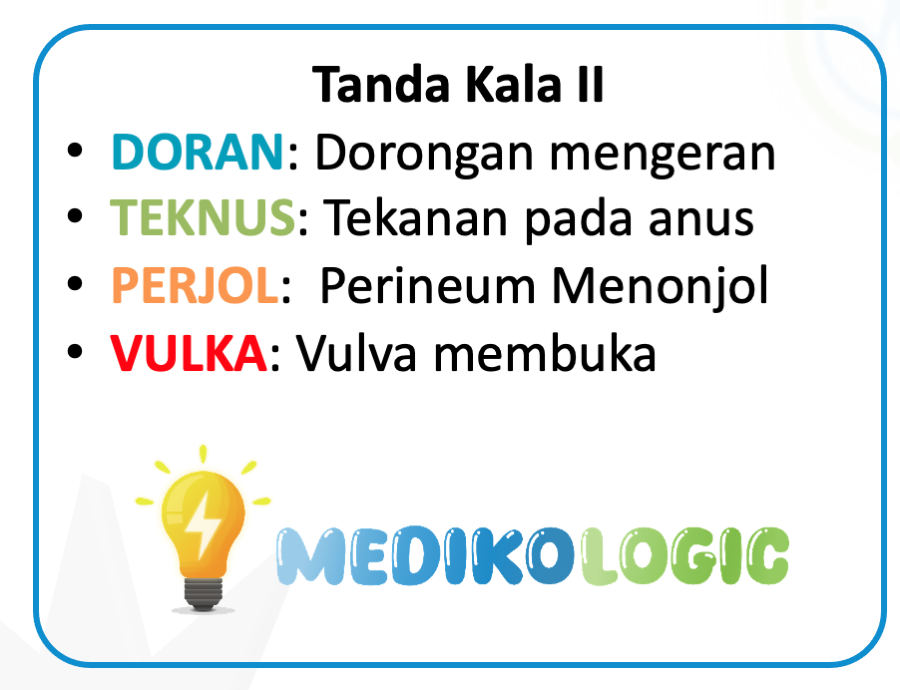 Tanda Kala II
• DORAN: Dorongan mengeran
• TEKNUS: Tekanan pada anus
• PERJOL: Perineum Menonjol
• VULKA: Vulva membuka
MEDIKOLOGIC